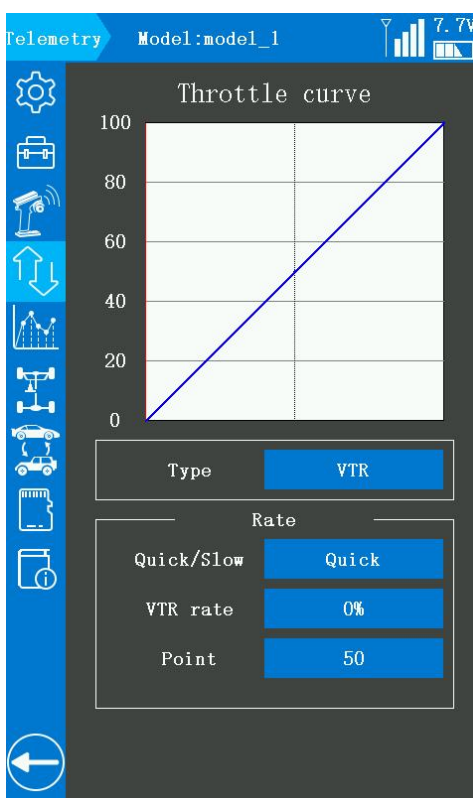 Telemetry Model:model_1 7.7V
Throttle curve
100
80
60
40
20
0
Type VTR
Rate
Quick/Slow Quick
VTR rate 0%
Point 50